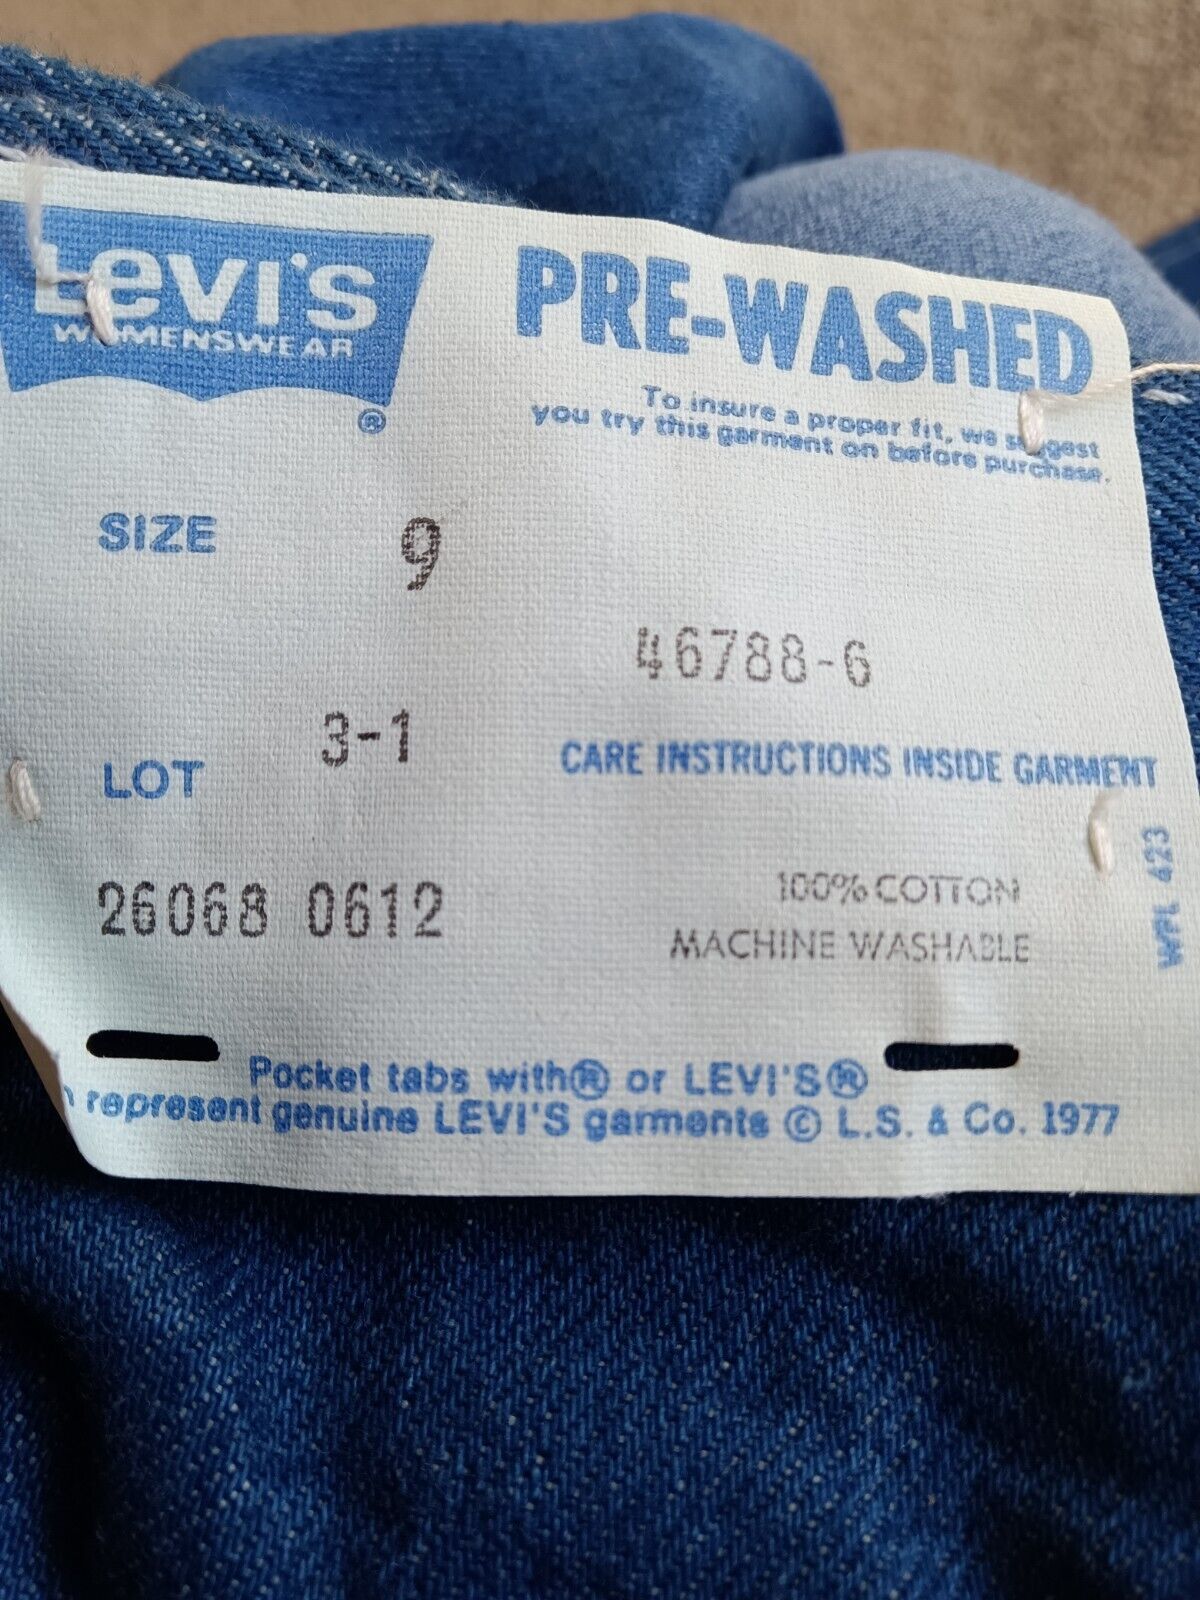 Levi's
WOMENSWEAR
®
PRE-WASHED
To insure a proper fit, we suggest
you try this garment on before purchase.
SIZE 9
46788-6
3-1
LOT
CARE INSTRUCTIONS INSIDE GARMENT
26068 0612
100% COTTON
MACHINE WASHABLE
WPL 423
Pocket tabs with® or LEVI'S®
represent genuine LEVI'S garments © L.S. & Co. 1977